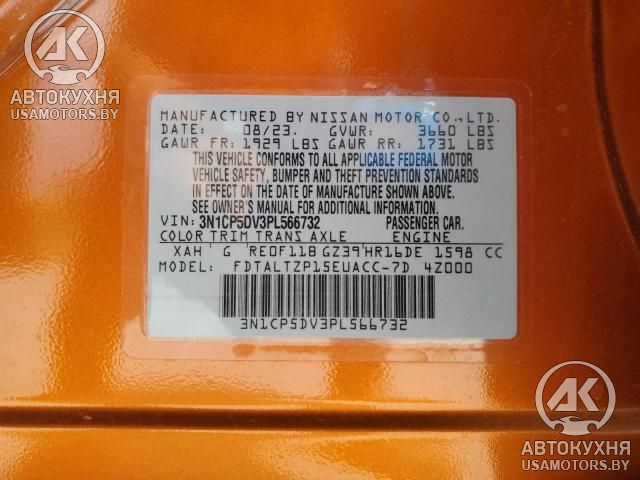 AK
АВТОКУХНЯ
USAMOTORS.BY
MANUFACTURED BY NISSAN MOTOR CO.,LTD.
DATE: 08/23. GVWR: 3660 LBS
GAWR FR: 1929 LBS GAWR RR: 1731 LBS
THIS VEHICLE CONFORMS TO ALL APPLICABLE FEDERAL MOTOR
VEHICLE SAFETY, BUMPER AND THEFT PREVENTION STANDARDS
IN EFFECT ON THE DATE OF MANUFACTURE SHOWN ABOVE.
SEE OWNER'S MANUAL FOR ADDITIONAL INFORMATION.
VIN: 3N1CP5DV3PL566732 PASSENGER CAR.
COLOR TRIM TRANS AXLE ENGINE
XAH ' G RE0F11B GZ39'HR16DE 1598 CC
MODEL: FDTALTZP15EUACC-7D 4Z000
3N1CP5DV3PL566732
AK
АВТОКУХНЯ
USAMOTORS.BY